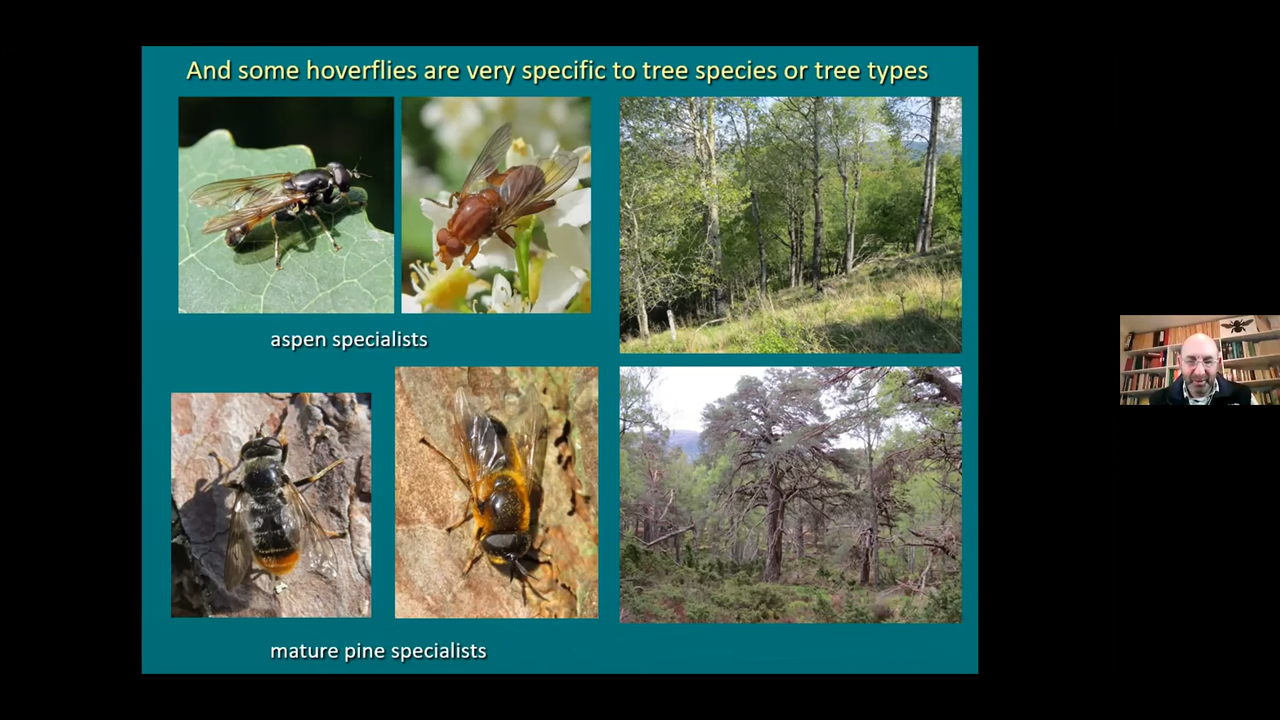 And some hoverflies are very specific to tree species or tree types
aspen specialists
mature pine specialists